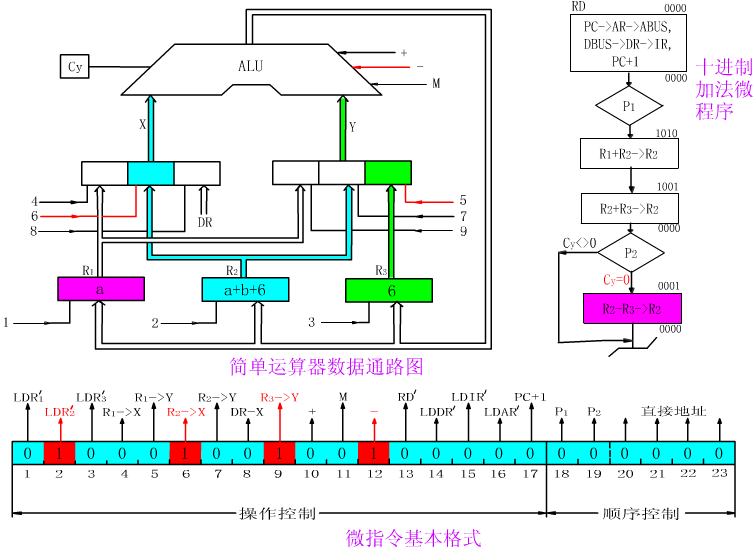 RD
0000
PC->AR->ABUS,
DBUS->DR->IR,
PC+1
0000
十进制
加法微
程序
P1
1010
R1+R2->R2
1001
R2+R3->R2
0000
Cy<>0
P2
Cy=0
0001
R2-R3->R2
0000
Cy
ALU
+
-
M
X
Y
4
6
8
DR
5
7
9
R1
R2
R3
a
a+b+6
6
1
2
3
简单运算器数据通路图
LDR1′
LDR2′
LDR3′
R1->X
R1->Y
R2->X
R2->Y
DR-X
R3->Y
+
M
-
RD′
LDDR′
LDIR′
LDAR′
PC+1
P1
P2
直接地址
0 1 0 0 0 1 0 0 1 0 0 1 0 0 0 0 0 0 0 0 0 0 0
1 2 3 4 5 6 7 8 9 10 11 12 13 14 15 16 17 18 19 20 21 22 23
操作控制
顺序控制
微指令基本格式